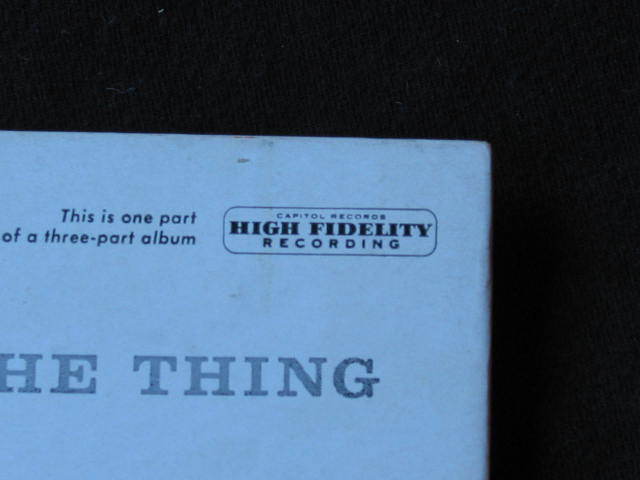 This is one part
of a three-part album
CAPITOL RECORDS
HIGH FIDELITY
RECORDING
HE THING